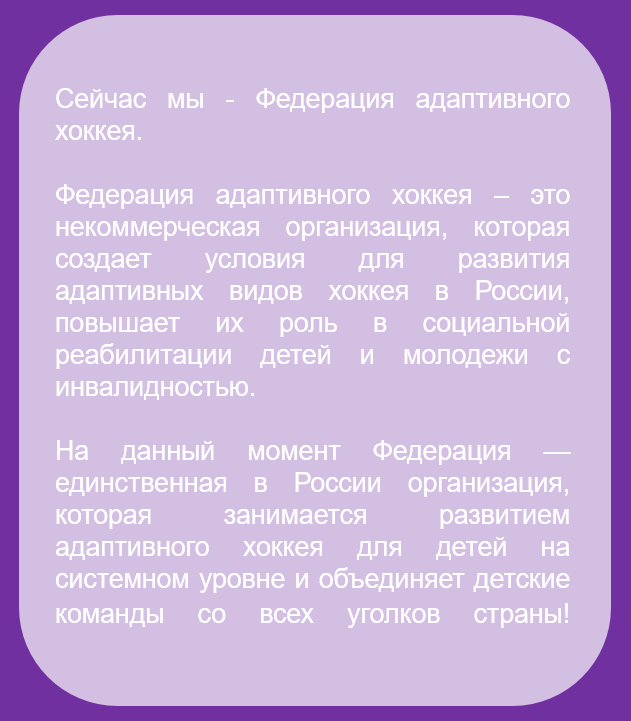 Сейчас мы - Федерация адаптивного
хоккея.
Федерация адаптивного хоккея – это
некоммерческая организация, которая
создает условия для развития
адаптивных видов хоккея в России,
повышает их роль в социальной
реабилитации детей и молодежи с
инвалидностью.
На данный момент Федерация —
единственная в России организация,
которая занимается развитием
адаптивного хоккея для детей на
системном уровне и объединяет детские
команды со всех уголков страны!